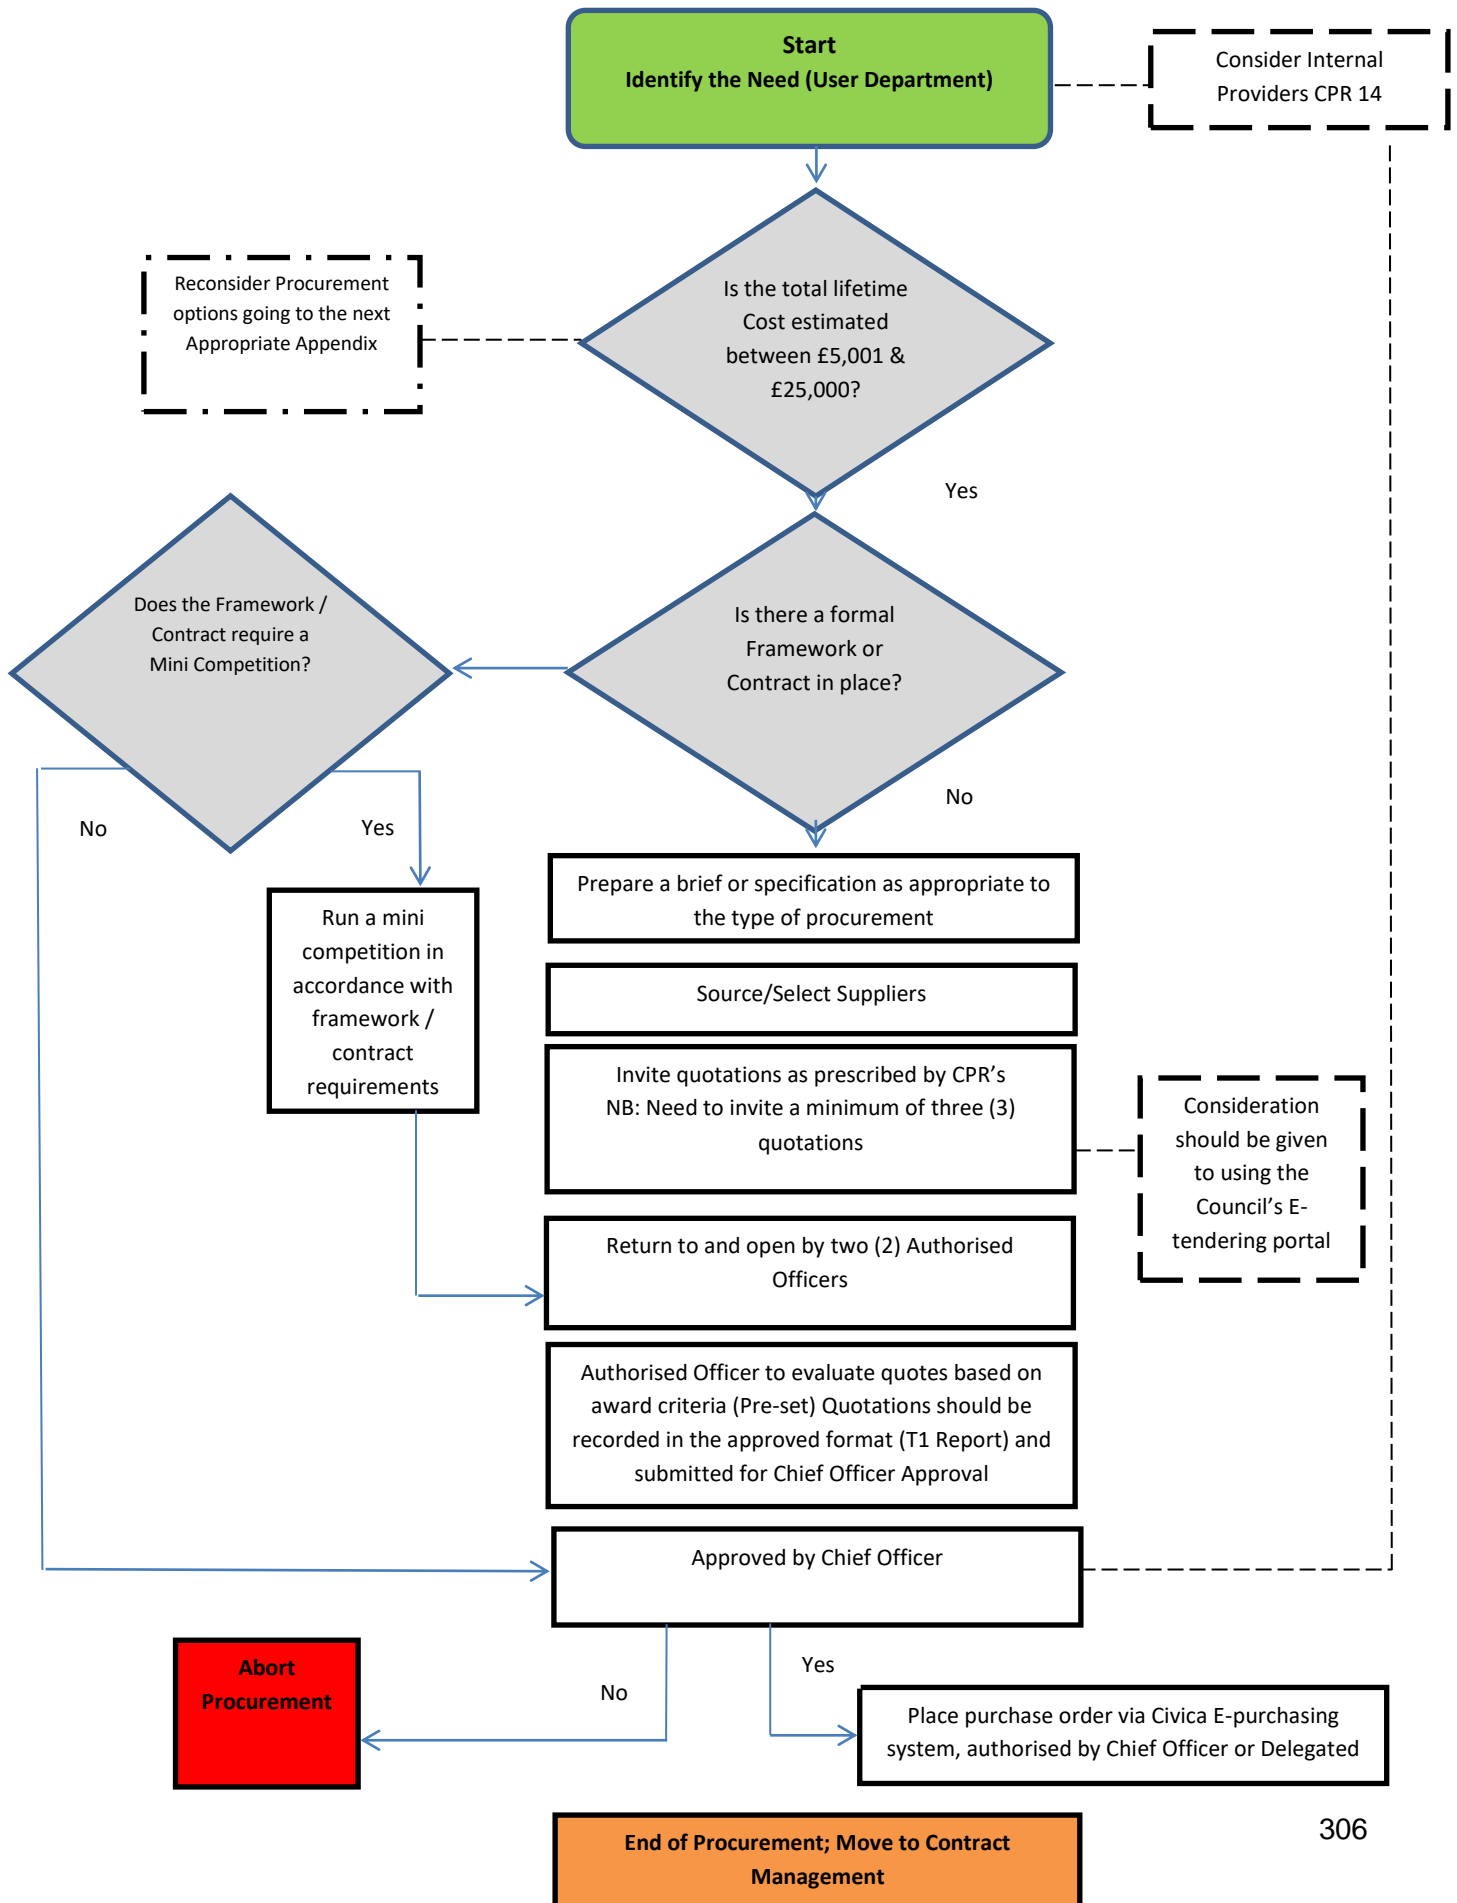 Start
Identify the Need (User Department)
Consider Internal
Providers CPR 14
Reconsider Procurement
options going to the next
Appropriate Appendix
Is the total lifetime
Cost estimated
between £5,001 &
£25,000?
Yes
Does the Framework /
Contract require a
Mini Competition?
Is there a formal
Framework or
Contract in place?
No
No
Yes
Prepare a brief or specification as appropriate to
the type of procurement
Run a mini
competition in
accordance with
framework /
contract
requirements
Source/Select Suppliers
Invite quotations as prescribed by CPR’s
NB: Need to invite a minimum of three (3)
quotations
Consideration
should be given
to using the
Council’s E-
tendering portal
Return to and open by two (2) Authorised
Officers
Authorised Officer to evaluate quotes based on
award criteria (Pre-set) Quotations should be
recorded in the approved format (T1 Report) and
submitted for Chief Officer Approval
Approved by Chief Officer
Abort
Procurement
No
Yes
Place purchase order via Civica E-purchasing
system, authorised by Chief Officer or Delegated
End of Procurement; Move to Contract
Management
306